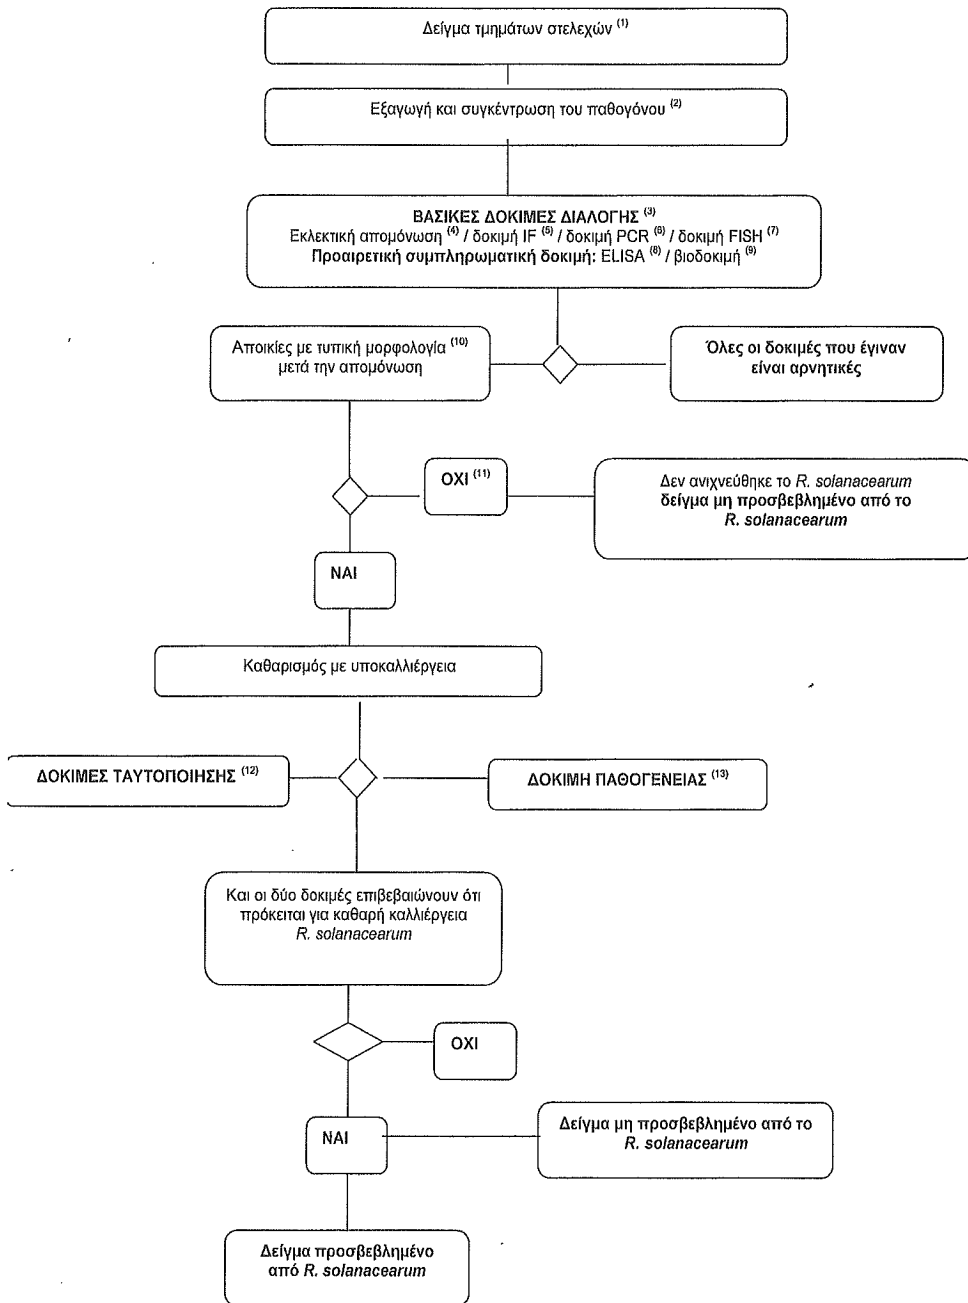 Δείγμα τμημάτων στελεχών (1)
Εξαγωγή και συγκέντρωση του παθογόνου (2)
ΒΑΣΙΚΕΣ ΔΟΚΙΜΕΣ ΔΙΑΛΟΓΗΣ (3)
Εκλεκτική απομόνωση (4) / δοκιμή IF (5) / δοκιμή PCR (6) / δοκιμή FISH (7)
Προαιρετική συμπληρωματική δοκιμή: ELISA (8) / βιοδοκιμή (9)
Αποικίες με τυπική μορφολογία (10)
μετά την απομόνωση
Όλες οι δοκιμές που έγιναν
είναι αρνητικές
ΟΧΙ (11)
Δεν ανιχνεύθηκε το R. solanacearum
δείγμα μη προσβεβλημένο από το
R. solanacearum
ΝΑΙ
Καθαρισμός με υποκαλλιέργεια
ΔΟΚΙΜΕΣ ΤΑΥΤΟΠΟΙΗΣΗΣ (12)
ΔΟΚΙΜΗ ΠΑΘΟΓΕΝΕΙΑΣ (13)
Και οι δύο δοκιμές επιβεβαιώνουν ότι
πρόκειται για καθαρή καλλιέργεια
R. solanacearum
ΟΧΙ
ΝΑΙ
Δείγμα μη προσβεβλημένο από το
R. solanacearum
Δείγμα προσβεβλημένο
από R. solanacearum